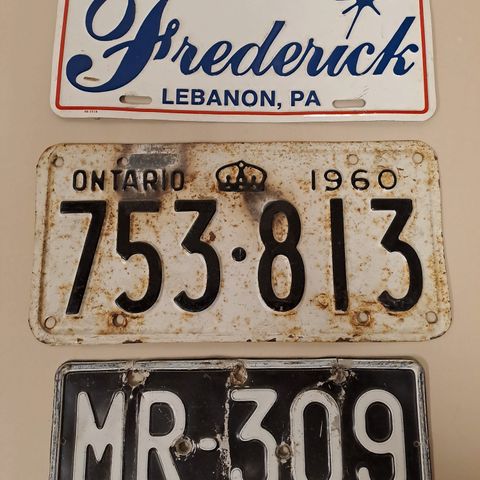 Frederick
LEBANON, PA
ONTARIO 1960
753•813
MR-309